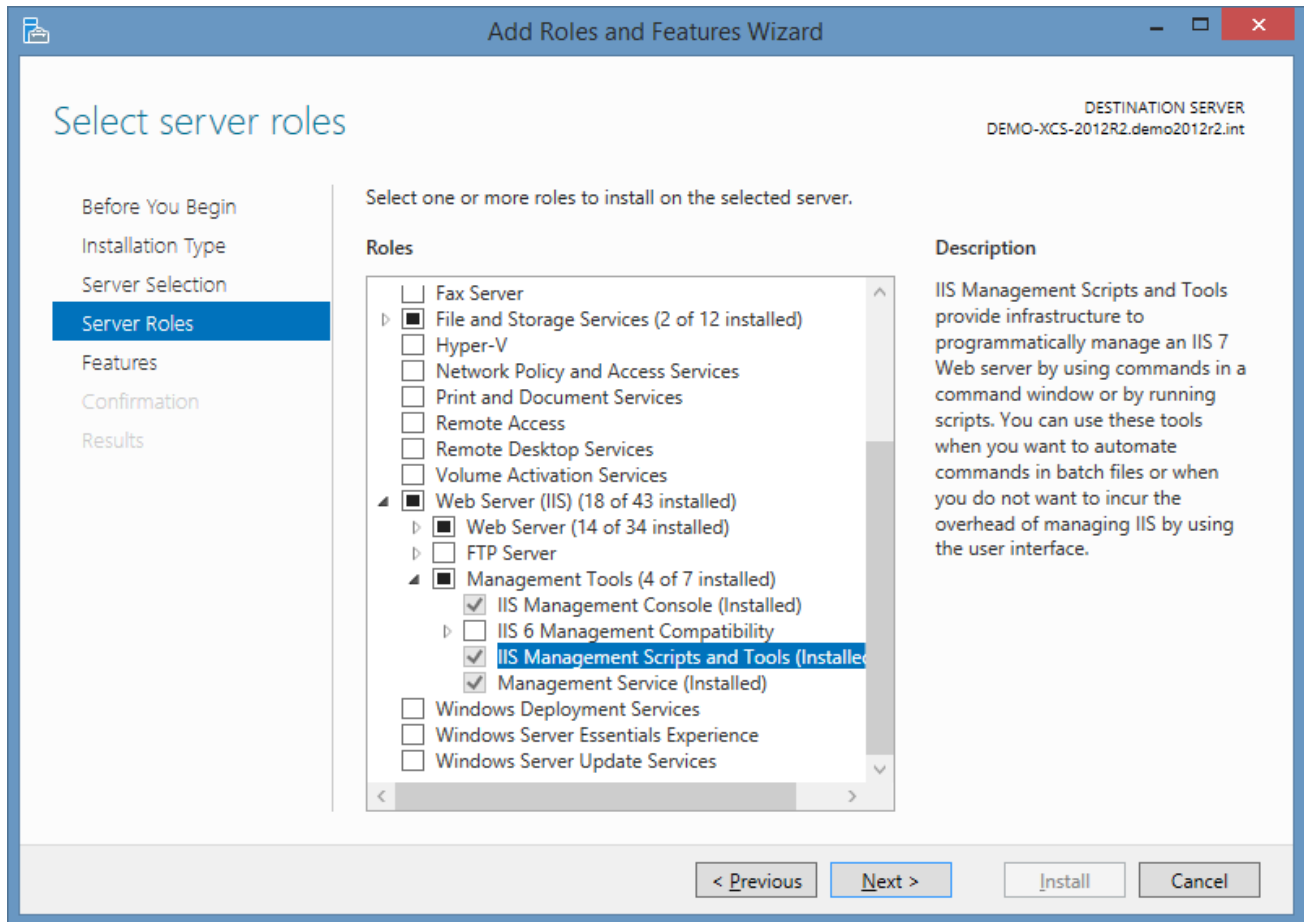 Add Roles and Features Wizard
Select server roles
DESTINATION SERVER
DEMO-XCS-2012R2.demo2012r2.int
Before You Begin
Installation Type
Server Selection
Server Roles
Features
Confirmation
Results
Select one or more roles to install on the selected server.
Roles
Fax Server
File and Storage Services (2 of 12 installed)
Hyper-V
Network Policy and Access Services
Print and Document Services
Remote Access
Remote Desktop Services
Volume Activation Services
Web Server (IIS) (18 of 43 installed)
Web Server (14 of 34 installed)
FTP Server
Management Tools (4 of 7 installed)
IIS Management Console (Installed)
IIS 6 Management Compatibility
IIS Management Scripts and Tools (Installed
Management Service (Installed)
Windows Deployment Services
Windows Server Essentials Experience
Windows Server Update Services
Description
IIS Management Scripts and Tools
provide infrastructure to
programmatically manage an IIS 7
Web server by using commands in a
command window or by running
scripts. You can use these tools
when you want to automate
commands in batch files or when
you do not want to incur the
overhead of managing IIS by using
the user interface.
< Previous
Next >
Install
Cancel